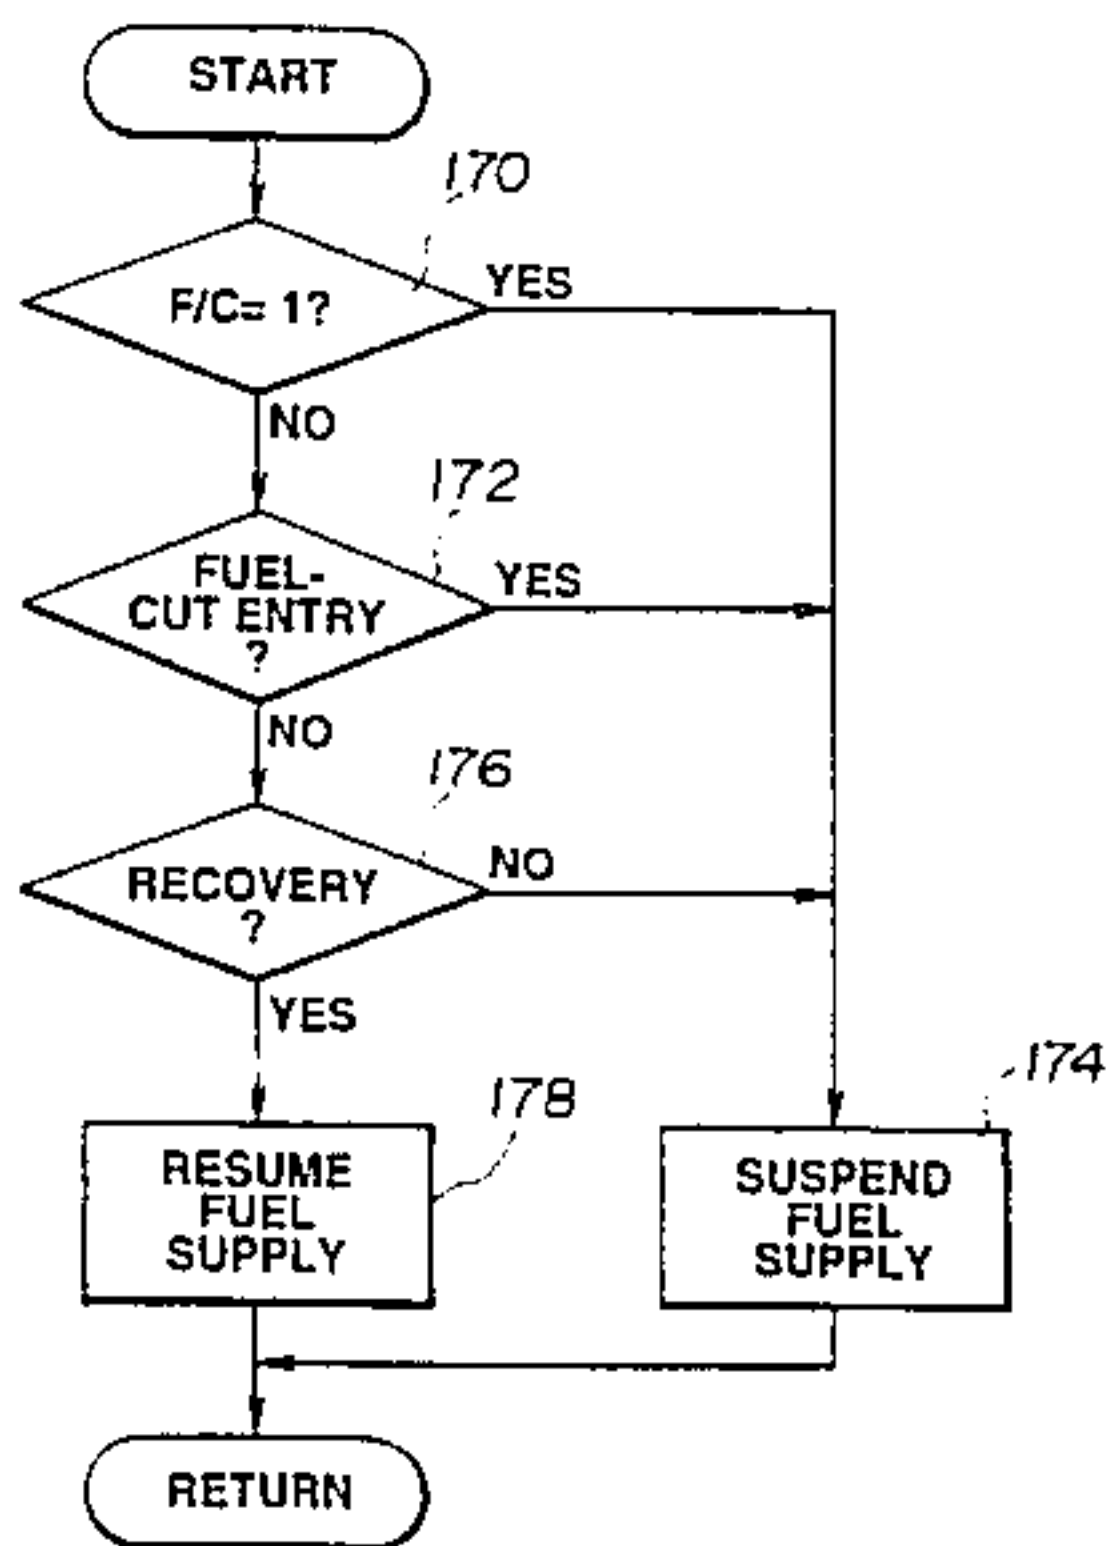 START
170
F/C= 1?
YES
NO
172
FUEL-
CUT ENTRY
?
YES
NO
176
RECOVERY
?
NO
YES
178
RESUME
FUEL
SUPPLY
174
SUSPEND
FUEL
SUPPLY
RETURN